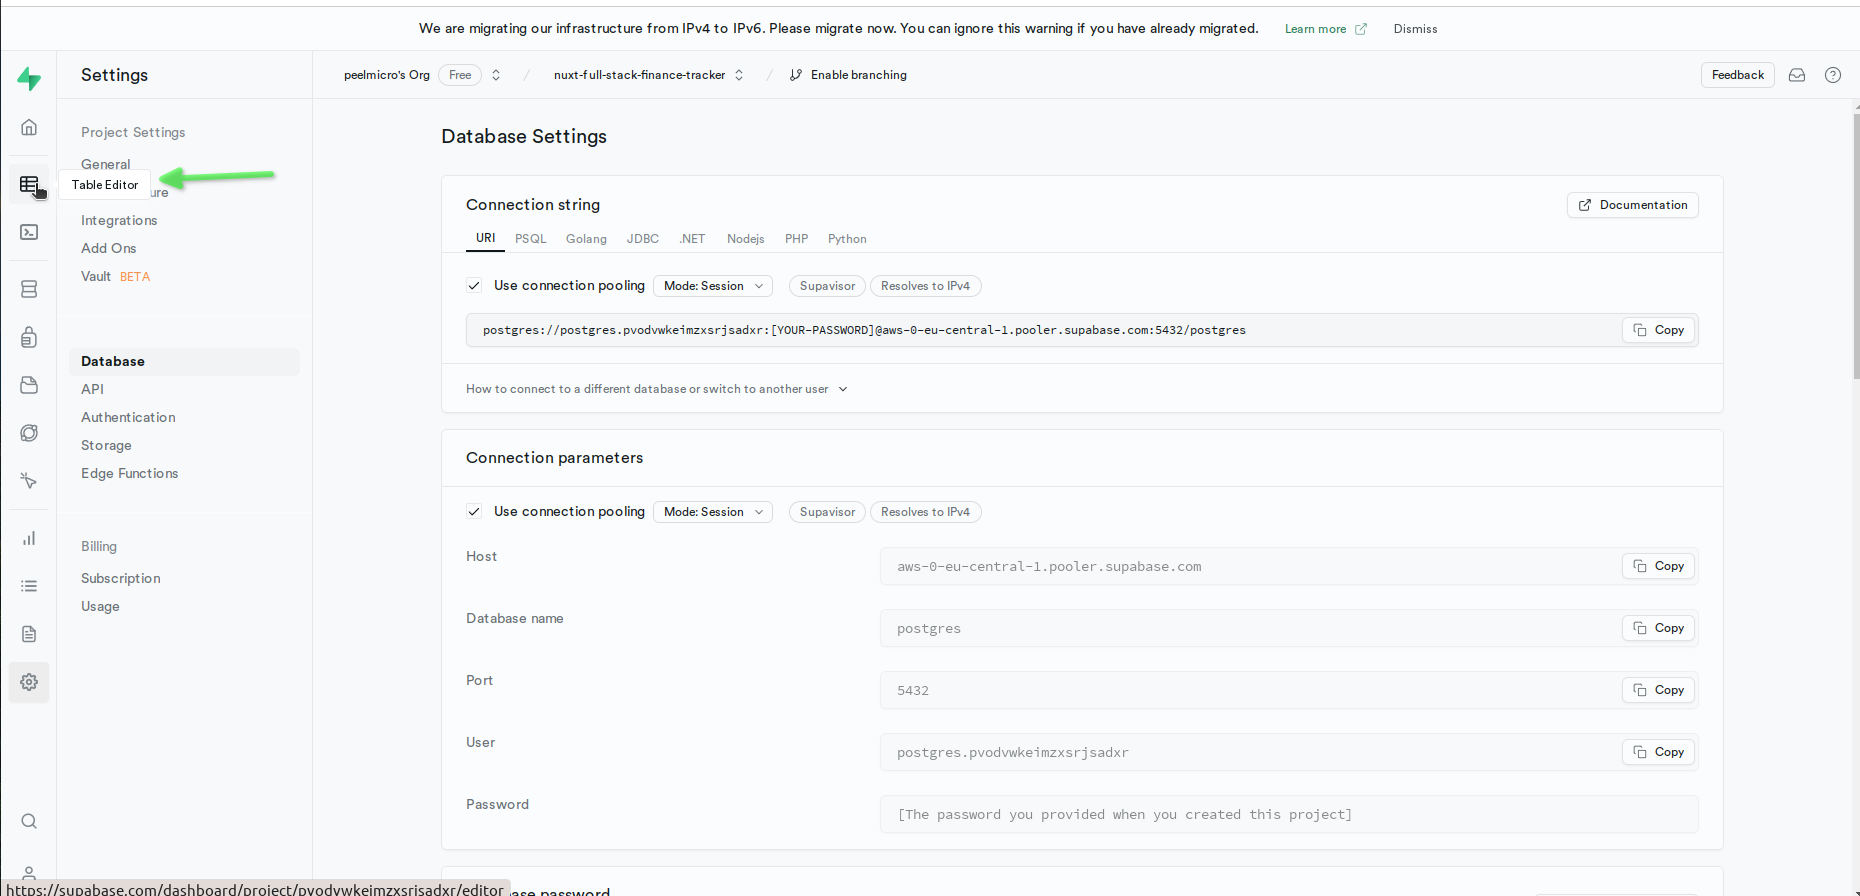 We are migrating our infrastructure from IPv4 to IPv6. Please migrate now. You can ignore this warning if you have already migrated. Learn more Dismiss
Settings
peelmicro's Org Free / nuxt-full-stack-finance-tracker / Enable branching
Feedback
Project Settings
General
Table Editor
ure
Integrations
Add Ons
Vault BETA
Database
API
Authentication
Storage
Edge Functions
Billing
Subscription
Usage
Database Settings
Connection string
Documentation
URI PSQL Golang JDBC .NET Nodejs PHP Python
Use connection pooling Mode: Session Supavisor Resolves to IPv4
postgres://postgres.pvodvwkeimzxsrjsadxr:[YOUR-PASSWORD]@aws-0-eu-central-1.pooler.supabase.com:5432/postgres Copy
How to connect to a different database or switch to another user
Connection parameters
Use connection pooling Mode: Session Supavisor Resolves to IPv4
Host aws-0-eu-central-1.pooler.supabase.com Copy
Database name postgres Copy
Port 5432 Copy
User postgres.pvodvwkeimzxsrjsadxr Copy
Password [The password you provided when you created this project]
https://supabase.com/dashboard/project/pvodvwkeimzxsrjsadxr/editor
ase password